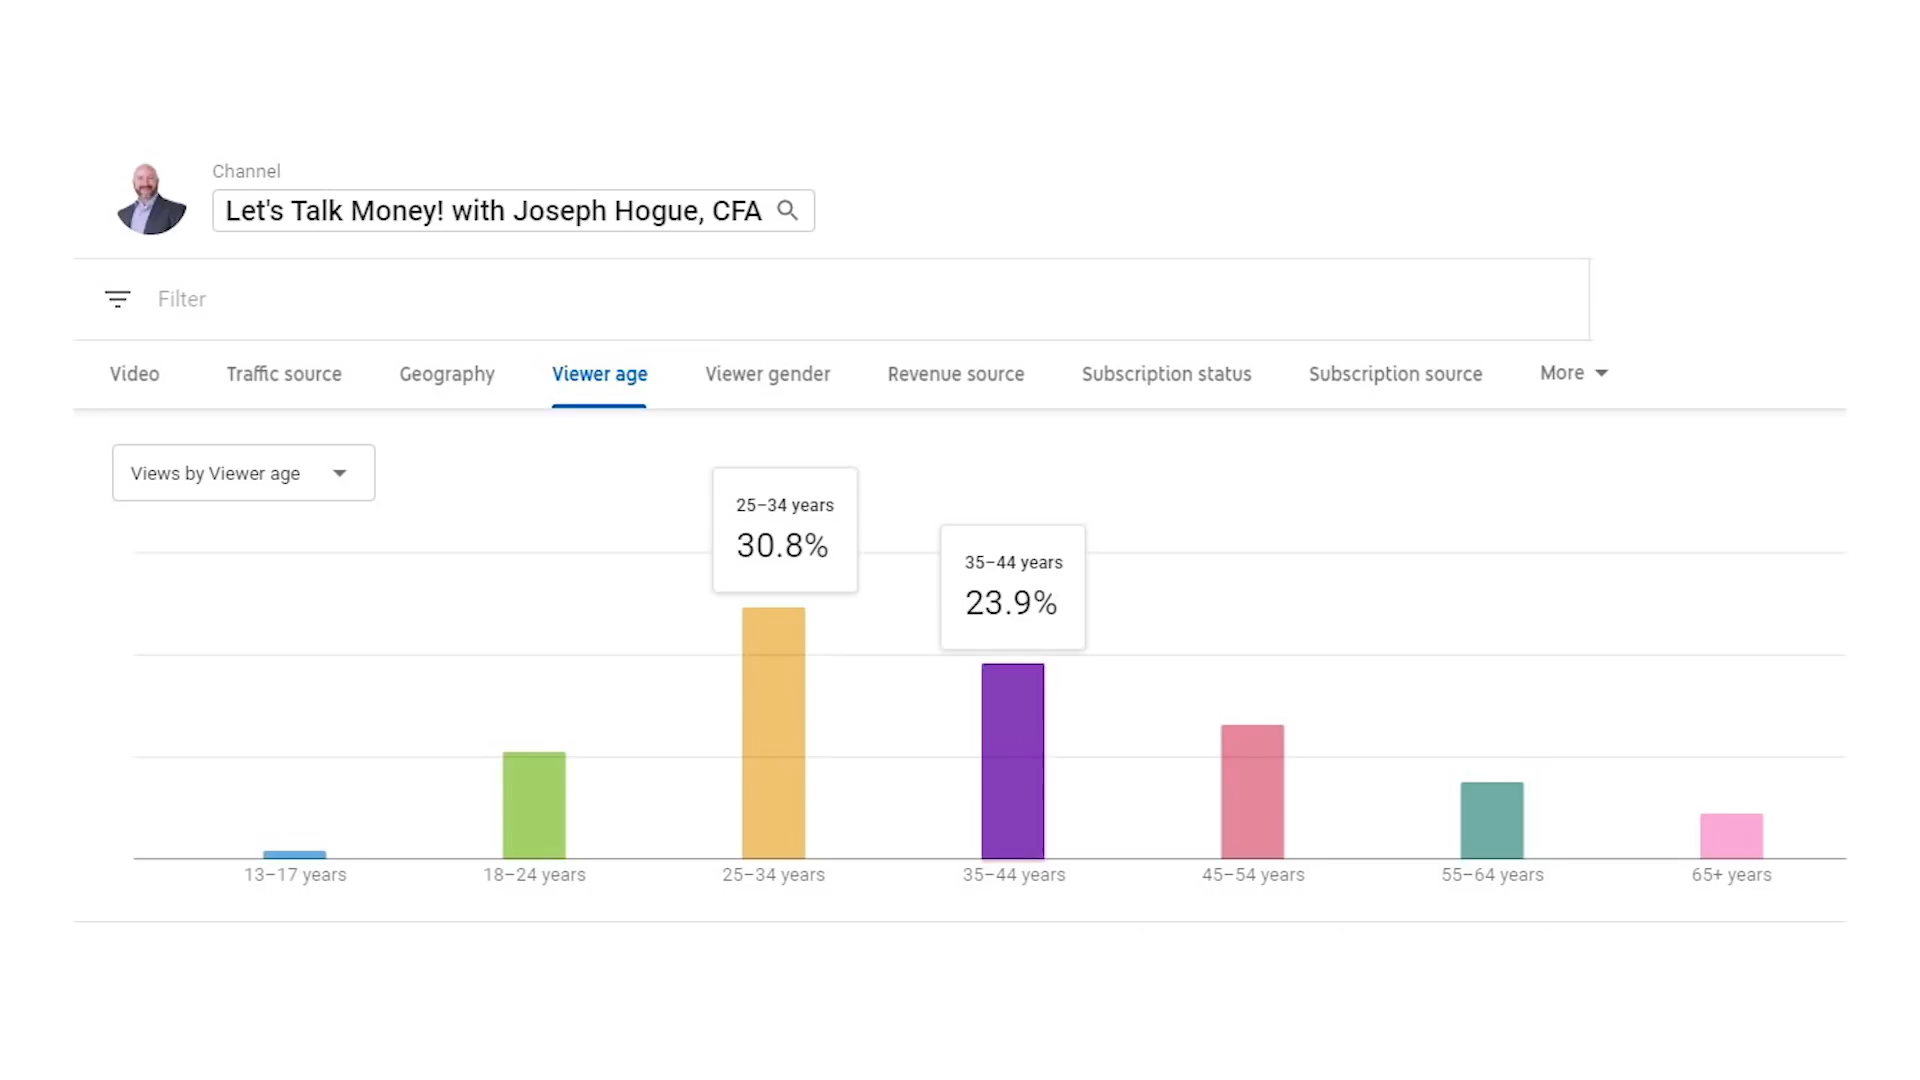 Channel
Let's Talk Money! with Joseph Hogue, CFA
Filter
Video Traffic source Geography Viewer age Viewer gender Revenue source Subscription status Subscription source More
Views by Viewer age
25–34 years
30.8%
35–44 years
23.9%
13–17 years 18–24 years 25–34 years 35–44 years 45–54 years 55–64 years 65+ years